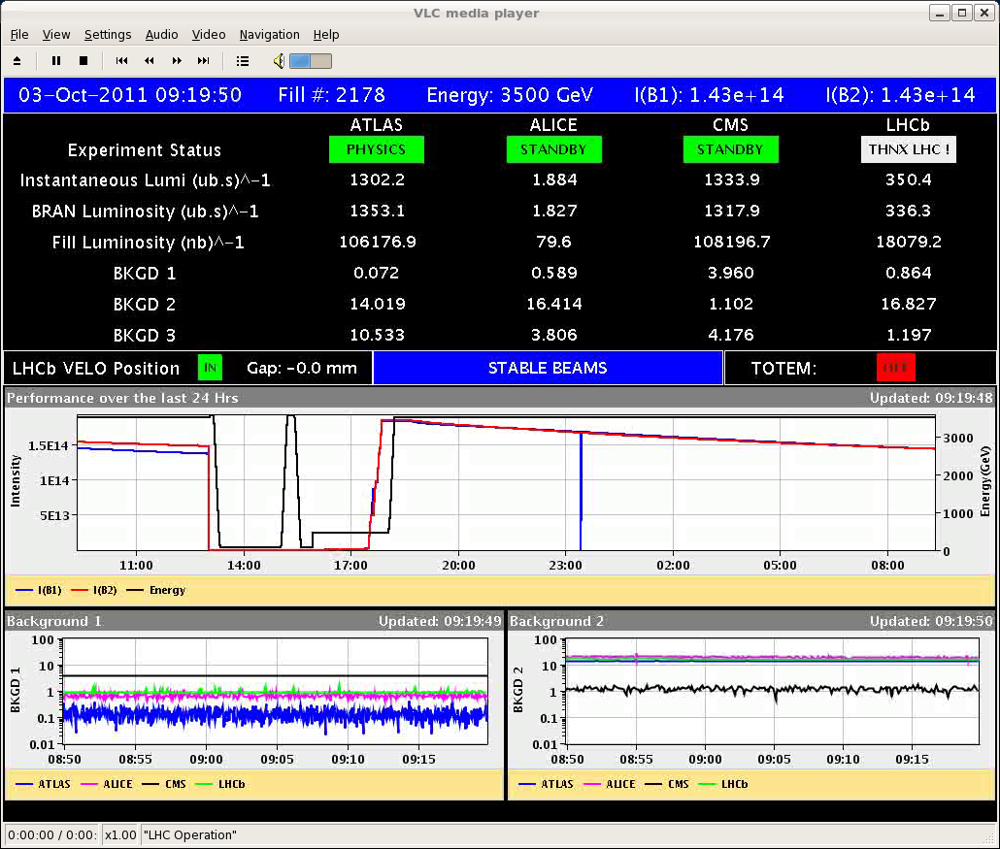 VLC media player
File View Settings Audio Video Navigation Help
03-Oct-2011 09:19:50 Fill #: 2178 Energy: 3500 GeV I(B1): 1.43e+14 I(B2): 1.43e+14
ATLAS ALICE CMS LHCb
Experiment Status PHYSICS STANDBY STANDBY THNX LHC !
Instantaneous Lumi (ub.s)^-1 1302.2 1.884 1333.9 350.4
BRAN Luminosity (ub.s)^-1 1353.1 1.827 1317.9 336.3
Fill Luminosity (nb)^-1 106176.9 79.6 108196.7 18079.2
BKGD 1 0.072 0.589 3.960 0.864
BKGD 2 14.019 16.414 1.102 16.827
BKGD 3 10.533 3.806 4.176 1.197
LHCb VELO Position IN Gap: -0.0 mm STABLE BEAMS TOTEM:
Performance over the last 24 Hrs Updated: 09:19:48
Intensity
1.5E14
1E14
5E13
3000
2000
1000
0
Energy(GeV)
11:00 14:00 17:00 20:00 23:00 02:00 05:00 08:00
I(B1) I(B2) Energy
Background 1 Updated: 09:19:49
BKGD 1
100
10
1
0.1
0.01
08:50 08:55 09:00 09:05 09:10 09:15
ATLAS ALICE CMS LHCb
Background 2 Updated: 09:19:50
BKGD 2
100
10
1
0.1
0.01
08:50 08:55 09:00 09:05 09:10 09:15
ATLAS ALICE CMS LHCb
0:00:00 / 0:00: x1.00 "LHC Operation"